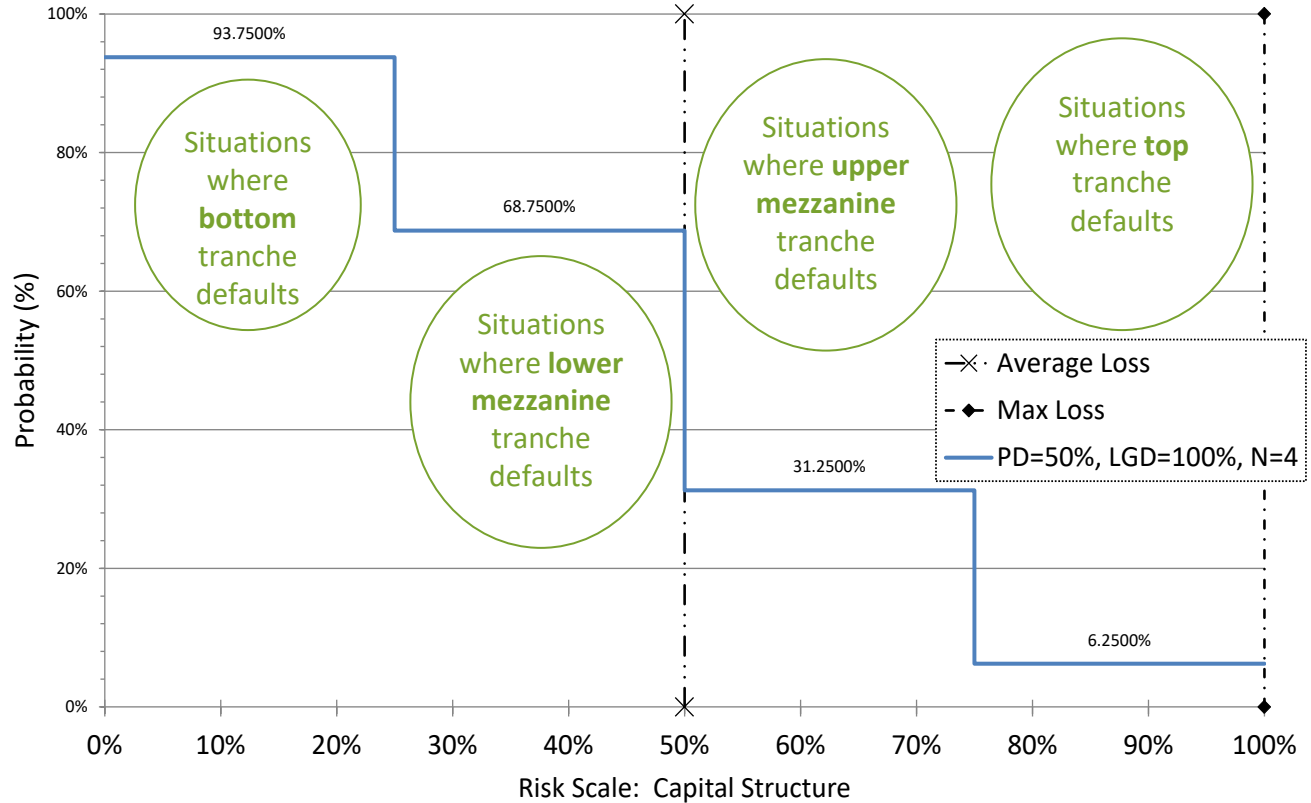 100%
93.7500%
Situations
where
bottom
tranche
defaults
Situations
where upper
mezzanine
tranche
defaults
Situations
where top
tranche
defaults
80%
68.7500%
60%
Situations
where lower
mezzanine
tranche
defaults
Average Loss
Max Loss
PD=50%, LGD=100%, N=4
40%
31.2500%
20%
6.2500%
0%
Probability (%)
0% 10% 20% 30% 40% 50% 60% 70% 80% 90% 100%
Risk Scale: Capital Structure